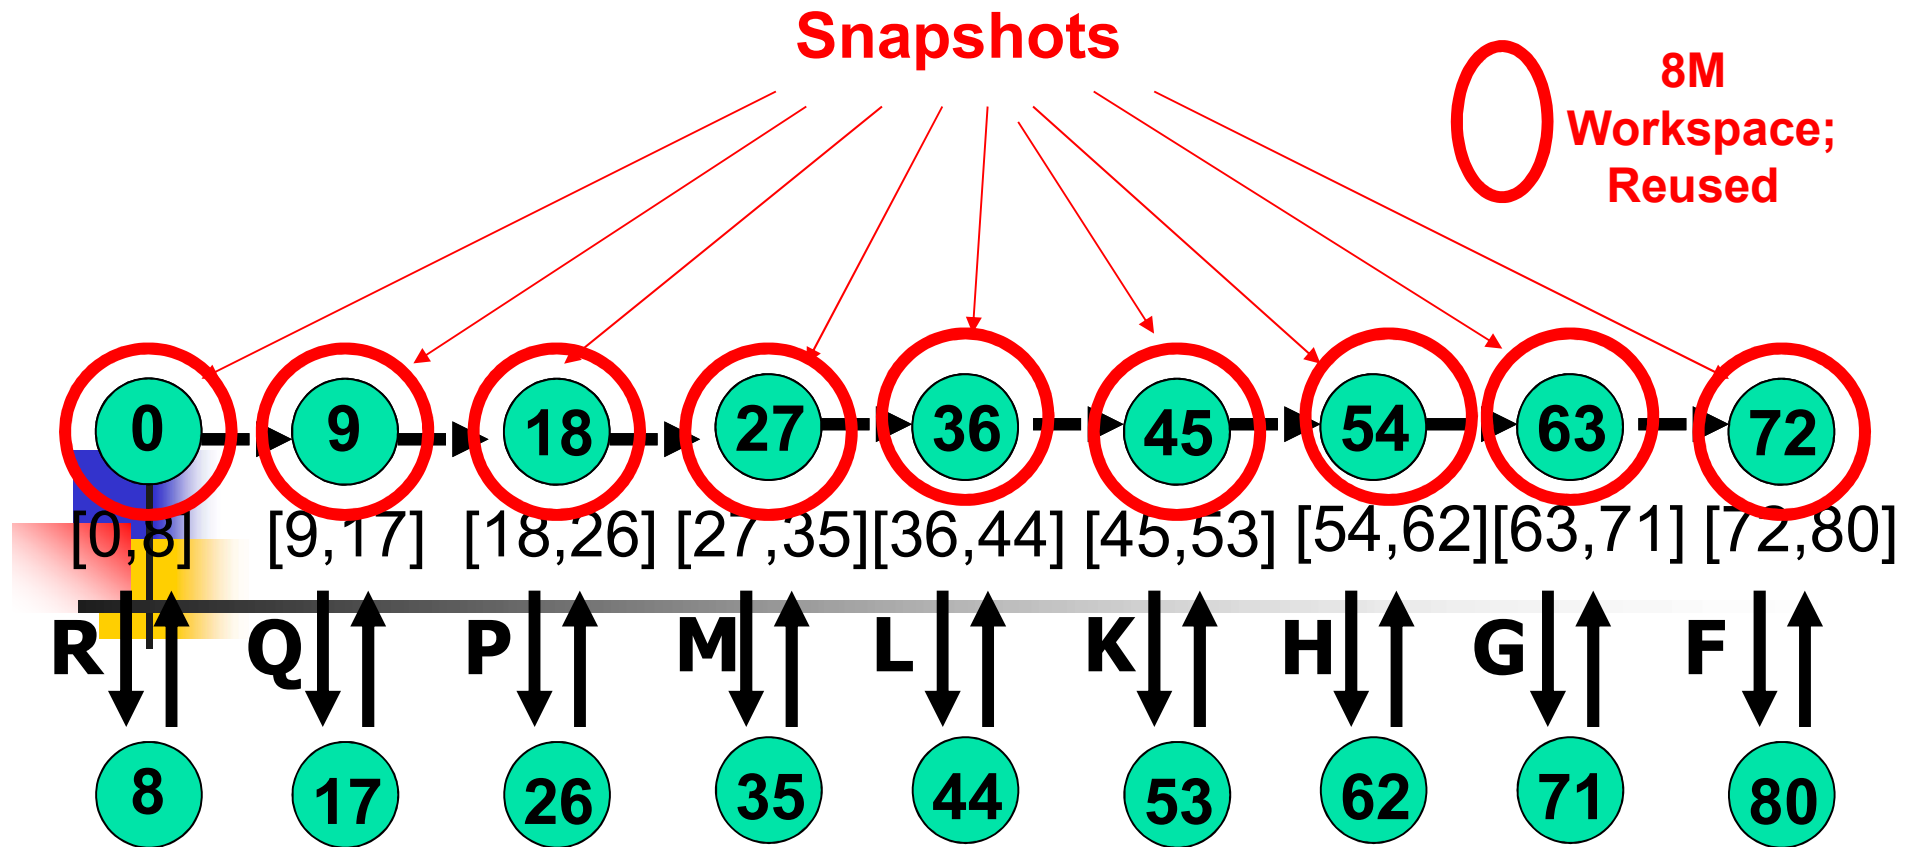 Snapshots
8M
Workspace;
Reused
0 9 18 27 36 45 54 63 72
[0,8] [9,17] [18,26] [27,35] [36,44] [45,53] [54,62] [63,71] [72,80]
R Q P M L K H G F
8 17 26 35 44 53 62 71 80